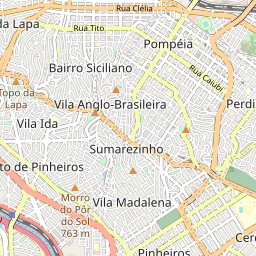 Rua Clélia
da Lapa
Rua Tito
Pompéia
Bairro Siciliano
Rua Caiubi
Topo da
Lapa
Vila Anglo-Brasileira
Perdi
Vila Ida
Sumarezinho
to de Pinheiros
Morro
do Pôr
do Sol
763 m
Vila Madalena
Pinheiros
Cer